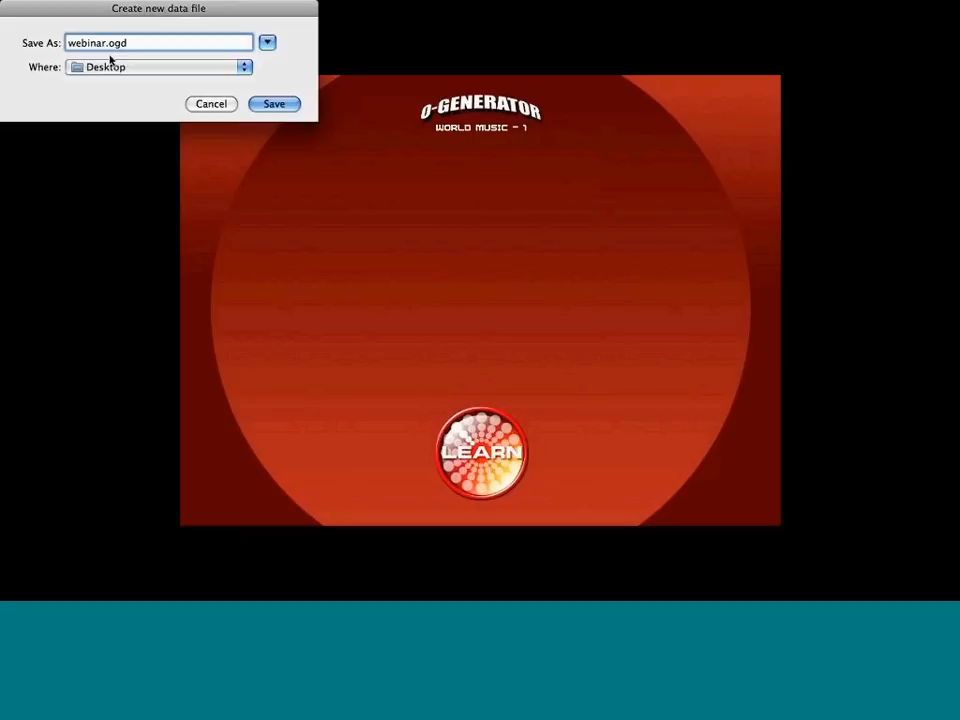 Create new data file
Save As: webinar.ogd
Where: Desktop
Cancel Save
O-GENERATOR
WORLD MUSIC - 1
LEARN